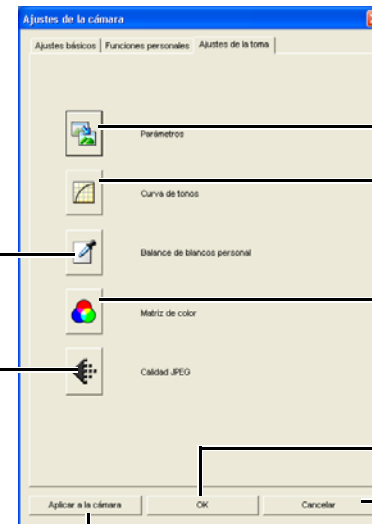 Ajustes de la cámara
Ajustes básicos Funciones personales Ajustes de la toma
Parámetros
Curva de tonos
Balance de blancos personal
Matriz de color
Calidad JPEG
Aplicar a la cámara OK Cancelar